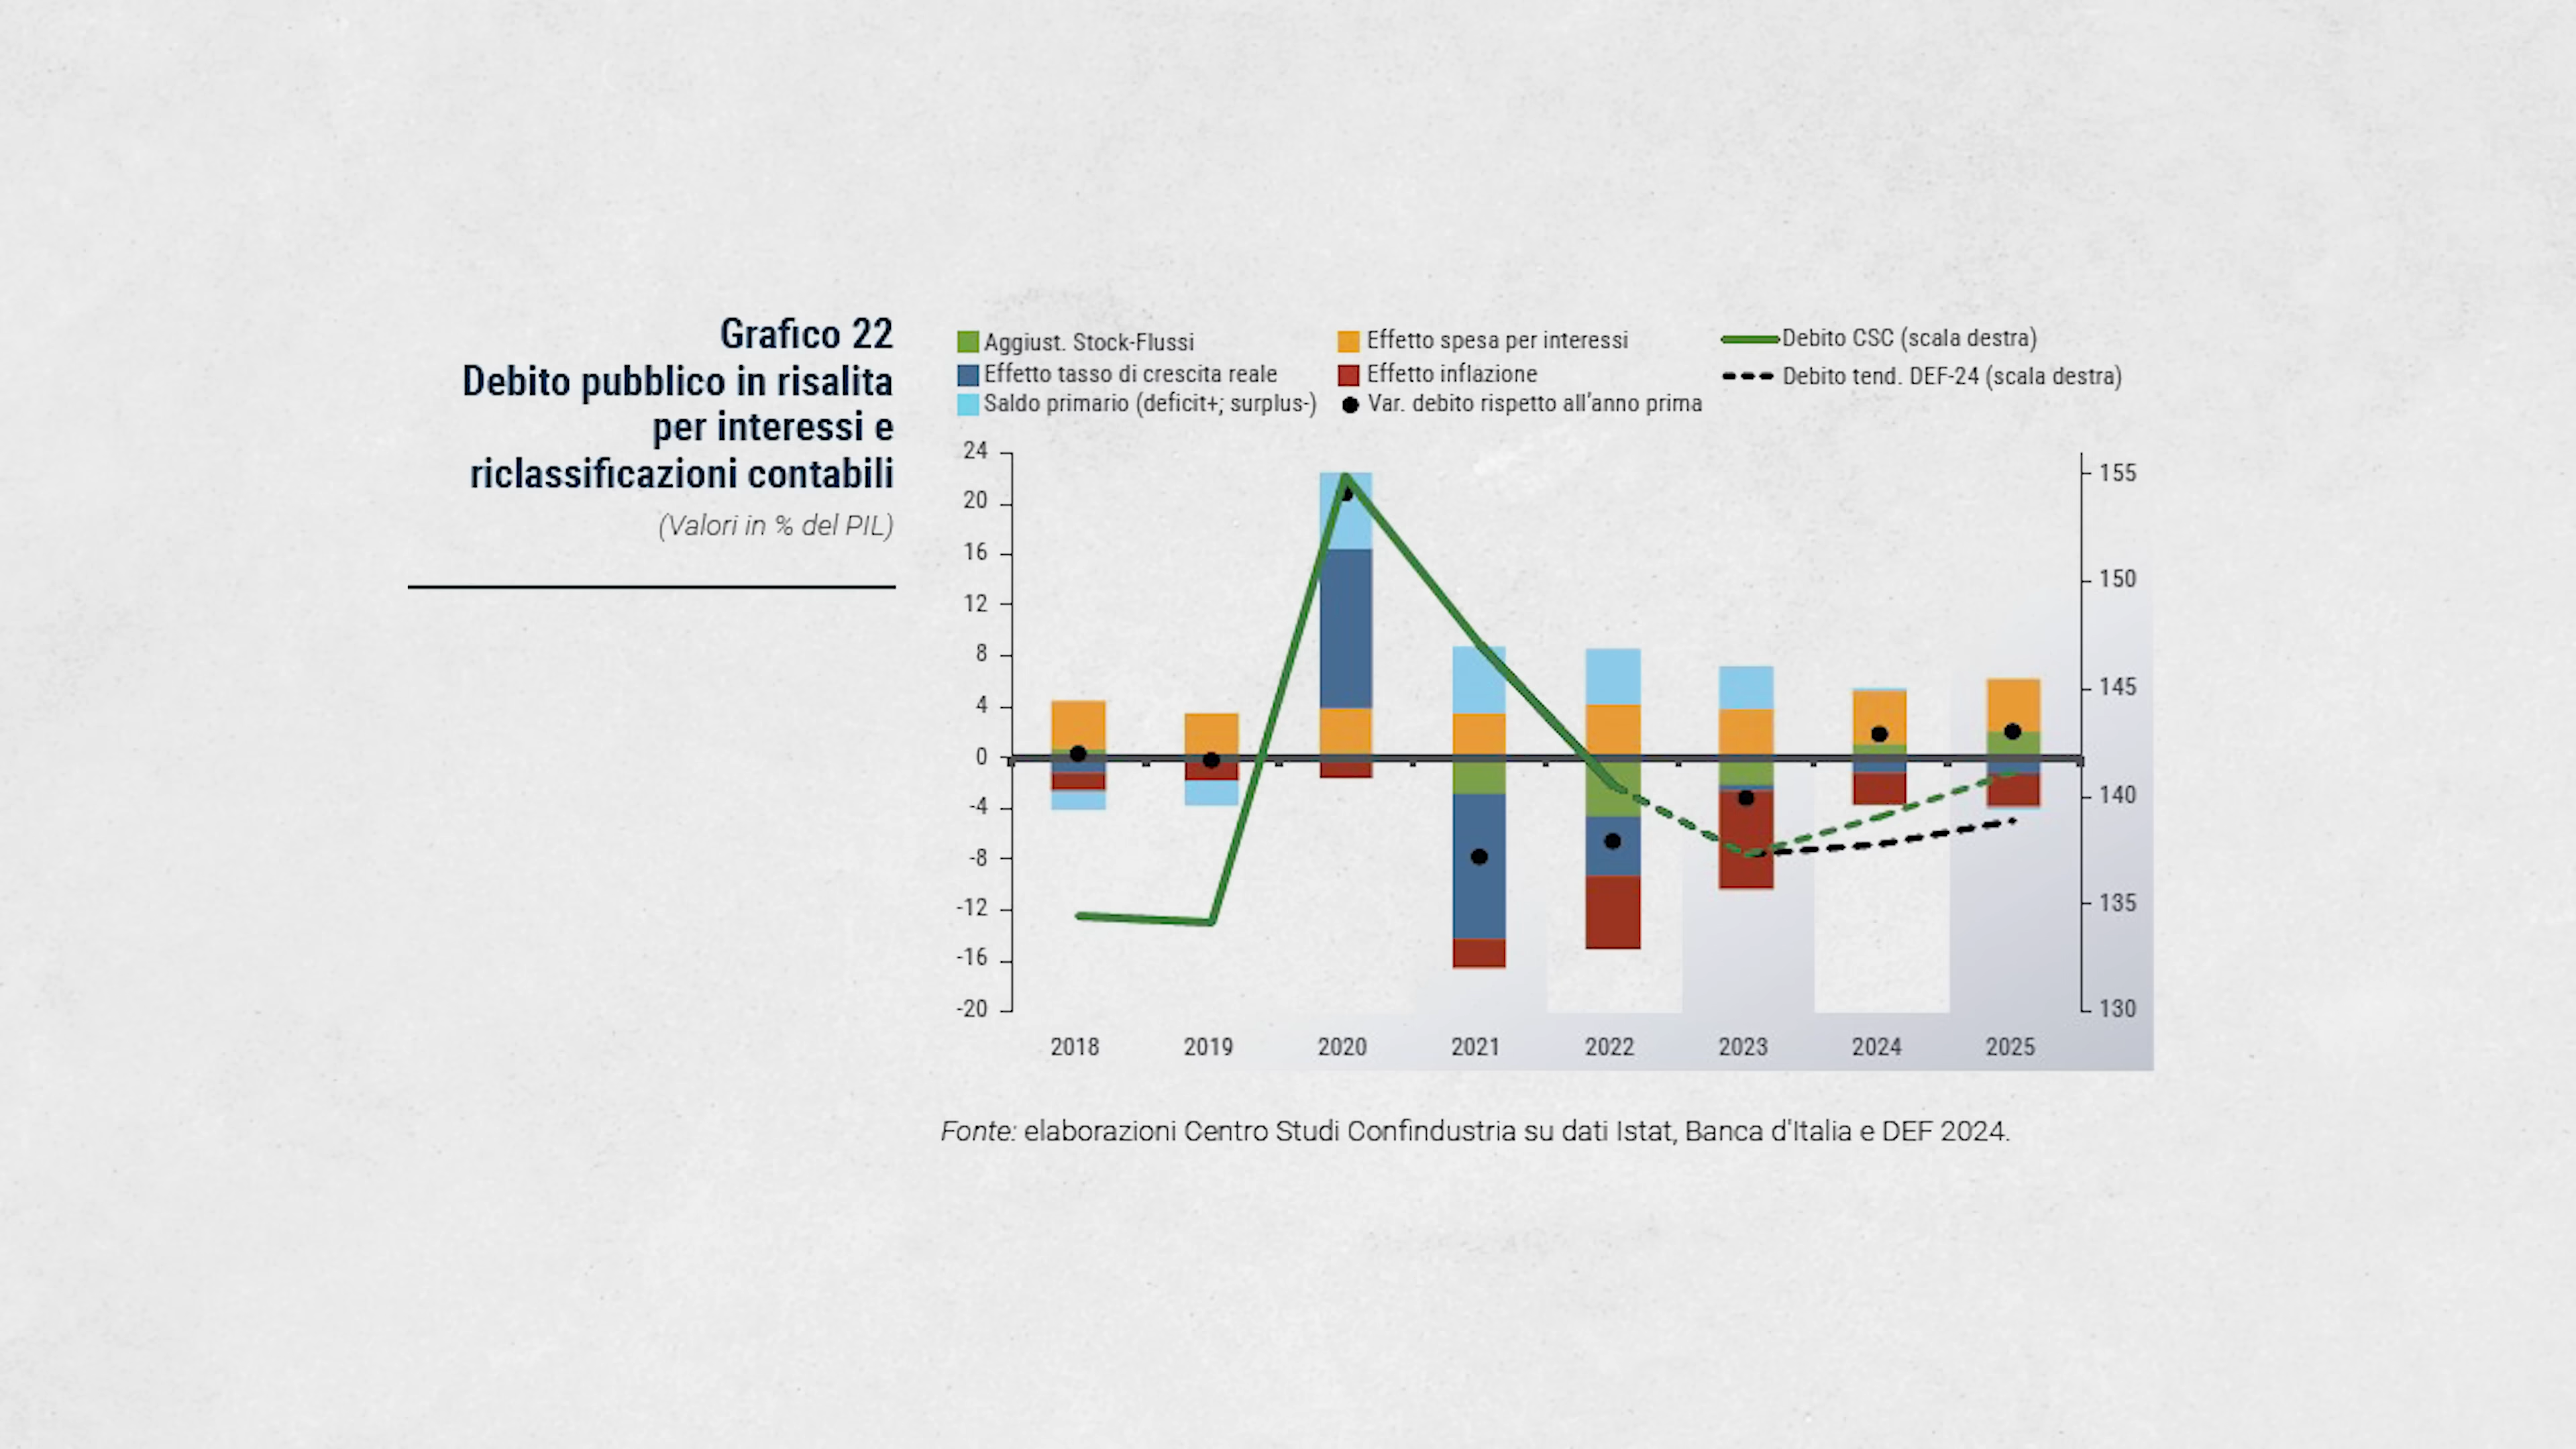 Grafico 22
Debito pubblico in risalita
per interessi e
riclassificazioni contabili
(Valori in % del PIL)
Aggiust. Stock-Flussi
Effetto tasso di crescita reale
Saldo primario (deficit+; surplus-)
Effetto spesa per interessi
Effetto inflazione
Var. debito rispetto all'anno prima
Debito CSC (scala destra)
Debito tend. DEF-24 (scala destra)
24
20
16
12
8
4
0
-4
-8
-12
-16
-20
155
150
145
140
135
130
2018 2019 2020 2021 2022 2023 2024 2025
Fonte: elaborazioni Centro Studi Confindustria su dati Istat, Banca d'Italia e DEF 2024.